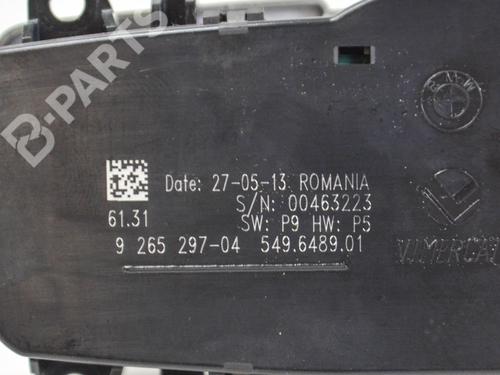 B-PARTS
BMW
Date: 27-05-13 ROMANIA
S/N: 00463223
61.31 SW: P9 HW: P5
9 265 297-04 549.6489.01